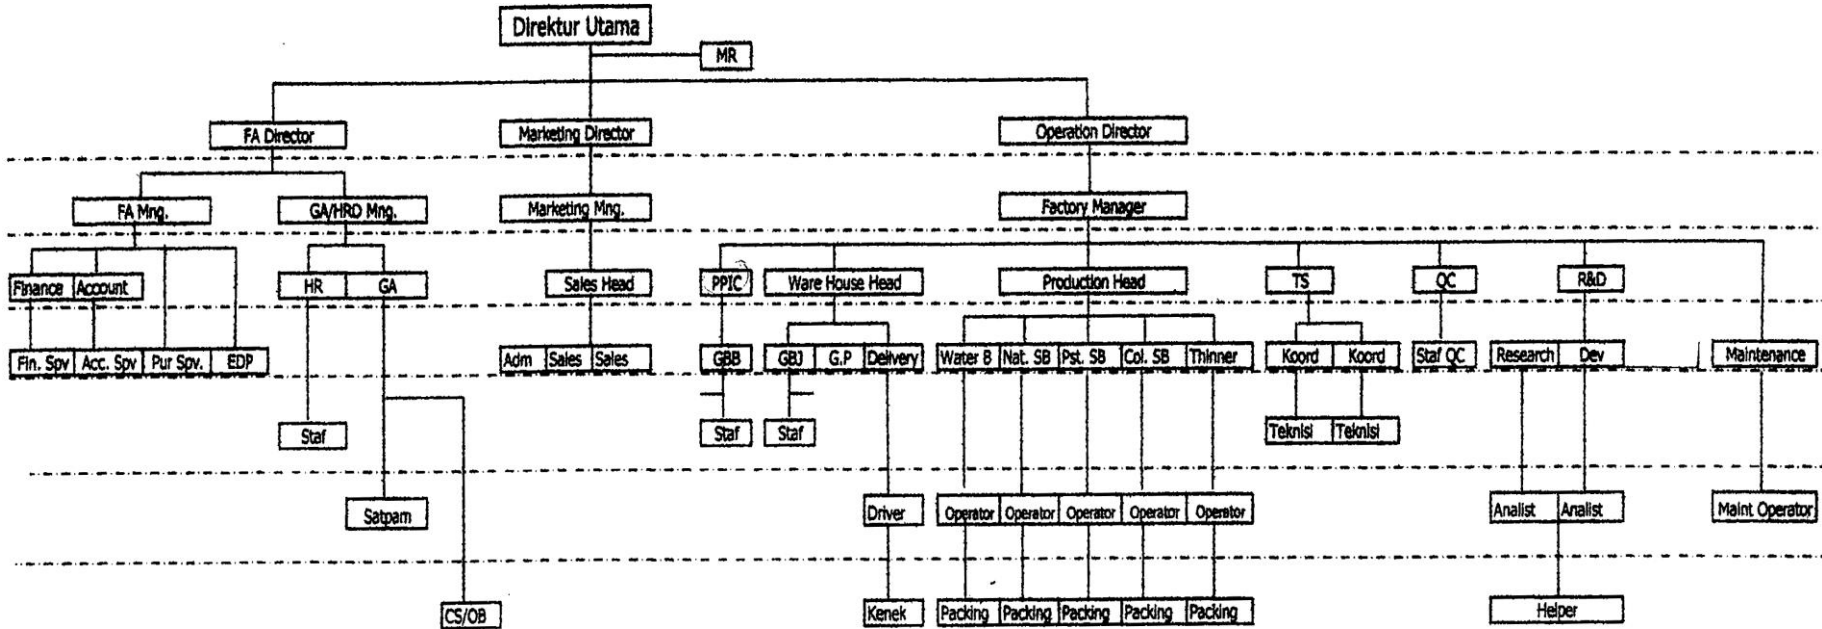 Direktur Utama
MR
FA Director
Marketing Director
Operation Director
FA Mng.
GA/HRD Mng.
Marketing Mng.
Factory Manager
Finance
Account
HR
GA
Sales Head
PPIC
Ware House Head
Production Head
TS
QC
R&D
Fin. Spv
Acc. Spv
Pur Spv.
EDP
Adm
Sales
Sales
GBB
GBJ
G.P
Delivery
Water B
Nat. SB
Pst. SB
Col. SB
Thinner
Koord
Koord
Staf QC
Research
Dev
Maintenance
Staf
Staf
Staf
Teknisi
Teknisi
Satpam
Driver
Operator
Operator
Operator
Operator
Operator
Analist
Analist
Maint Operator
CS/OB
Kenek
Packing
Packing
Packing
Packing
Packing
Helper